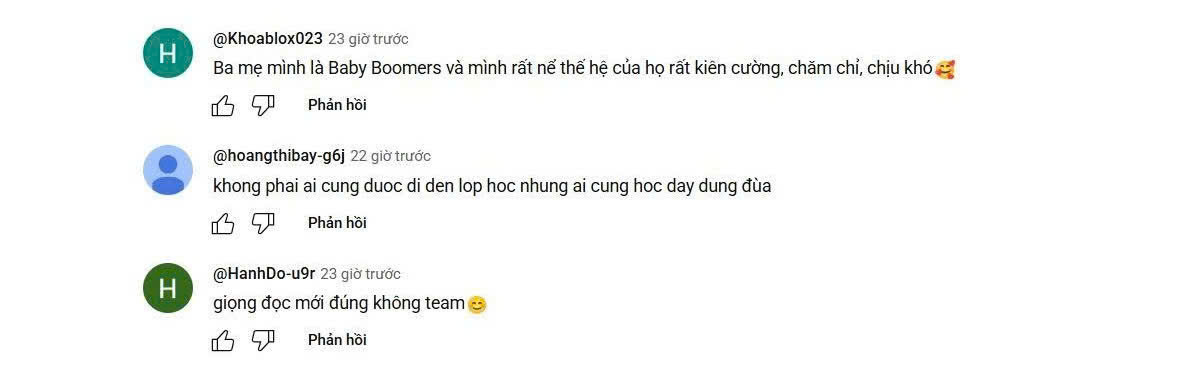 @Khoablox023 23 giờ trước
Ba mẹ mình là Baby Boomers và mình rất nể thế hệ của họ rất kiên cường, chăm chỉ, chịu khó🥰
Phản hồi
@hoangthibay-g6j 22 giờ trước
khong phai ai cung duoc di den lop hoc nhung ai cung hoc day dung đùa
Phản hồi
@HanhDo-u9r 23 giờ trước
giọng đọc mới đúng không team😊
Phản hồi